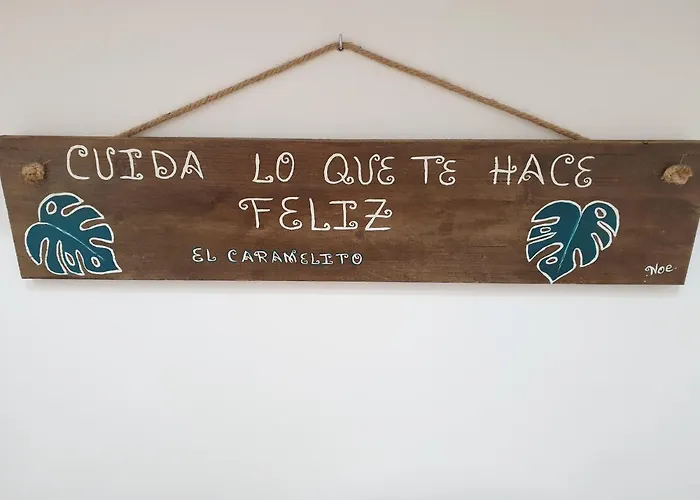 CUIDA LO QUE TE HACE
FELIZ
EL CARAMELITO
Noe